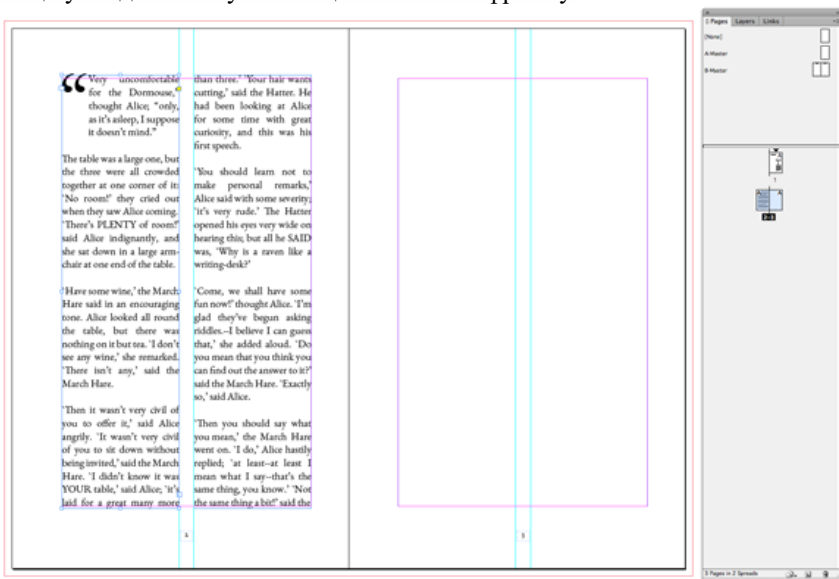 “ Very uncomfortable
for the Dormouse,’
thought Alice; “only,
as it’s asleep, I suppose
it doesn’t mind.”
The table was a large one, but
the three were all crowded
together at one corner of it:
‘No room!’ they cried out
when they saw Alice coming.
‘There’s PLENTY of room!’
said Alice indignantly, and
she sat down in a large arm-
chair at one end of the table.
‘Have some wine,’ the March
Hare said in an encouraging
tone. Alice looked all round
the table, but there was
nothing on it but tea. ‘I don’t
see any wine,’ she remarked.
‘There isn’t any,’ said the
March Hare.
‘Then it wasn’t very civil of
you to offer it,’ said Alice
angrily. ‘It wasn’t very civil
of you to sit down without
being invited,’ said the March
Hare. ‘I didn’t know it was
YOUR table,’ said Alice; ‘it’s
laid for a great many more
than three.’ ‘Your hair wants
cutting,’ said the Hatter. He
had been looking at Alice
for some time with great
curiosity, and this was his
first speech.
‘You should learn not to
make personal remarks,’
Alice said with some severity;
‘it’s very rude.’ The Hatter
opened his eyes very wide on
hearing this; but all he SAID
was, ‘Why is a raven like a
writing-desk?’
‘Come, we shall have some
fun now!’ thought Alice. ‘I’m
glad they’ve begun asking
riddles.--I believe I can guess
that,’ she added aloud. ‘Do
you mean that you think you
can find out the answer to it?’
said the March Hare. ‘Exactly
so,’ said Alice.
‘Then you should say what
you mean,’ the March Hare
went on. ‘I do,’ Alice hastily
replied; ‘at least--at least I
mean what I say--that’s the
same thing, you know.’ ‘Not
the same thing a bit!’ said the
Pages Layers Links
[None]
A-Master
B-Master
1
2-3
3 Pages in 2 Spreads